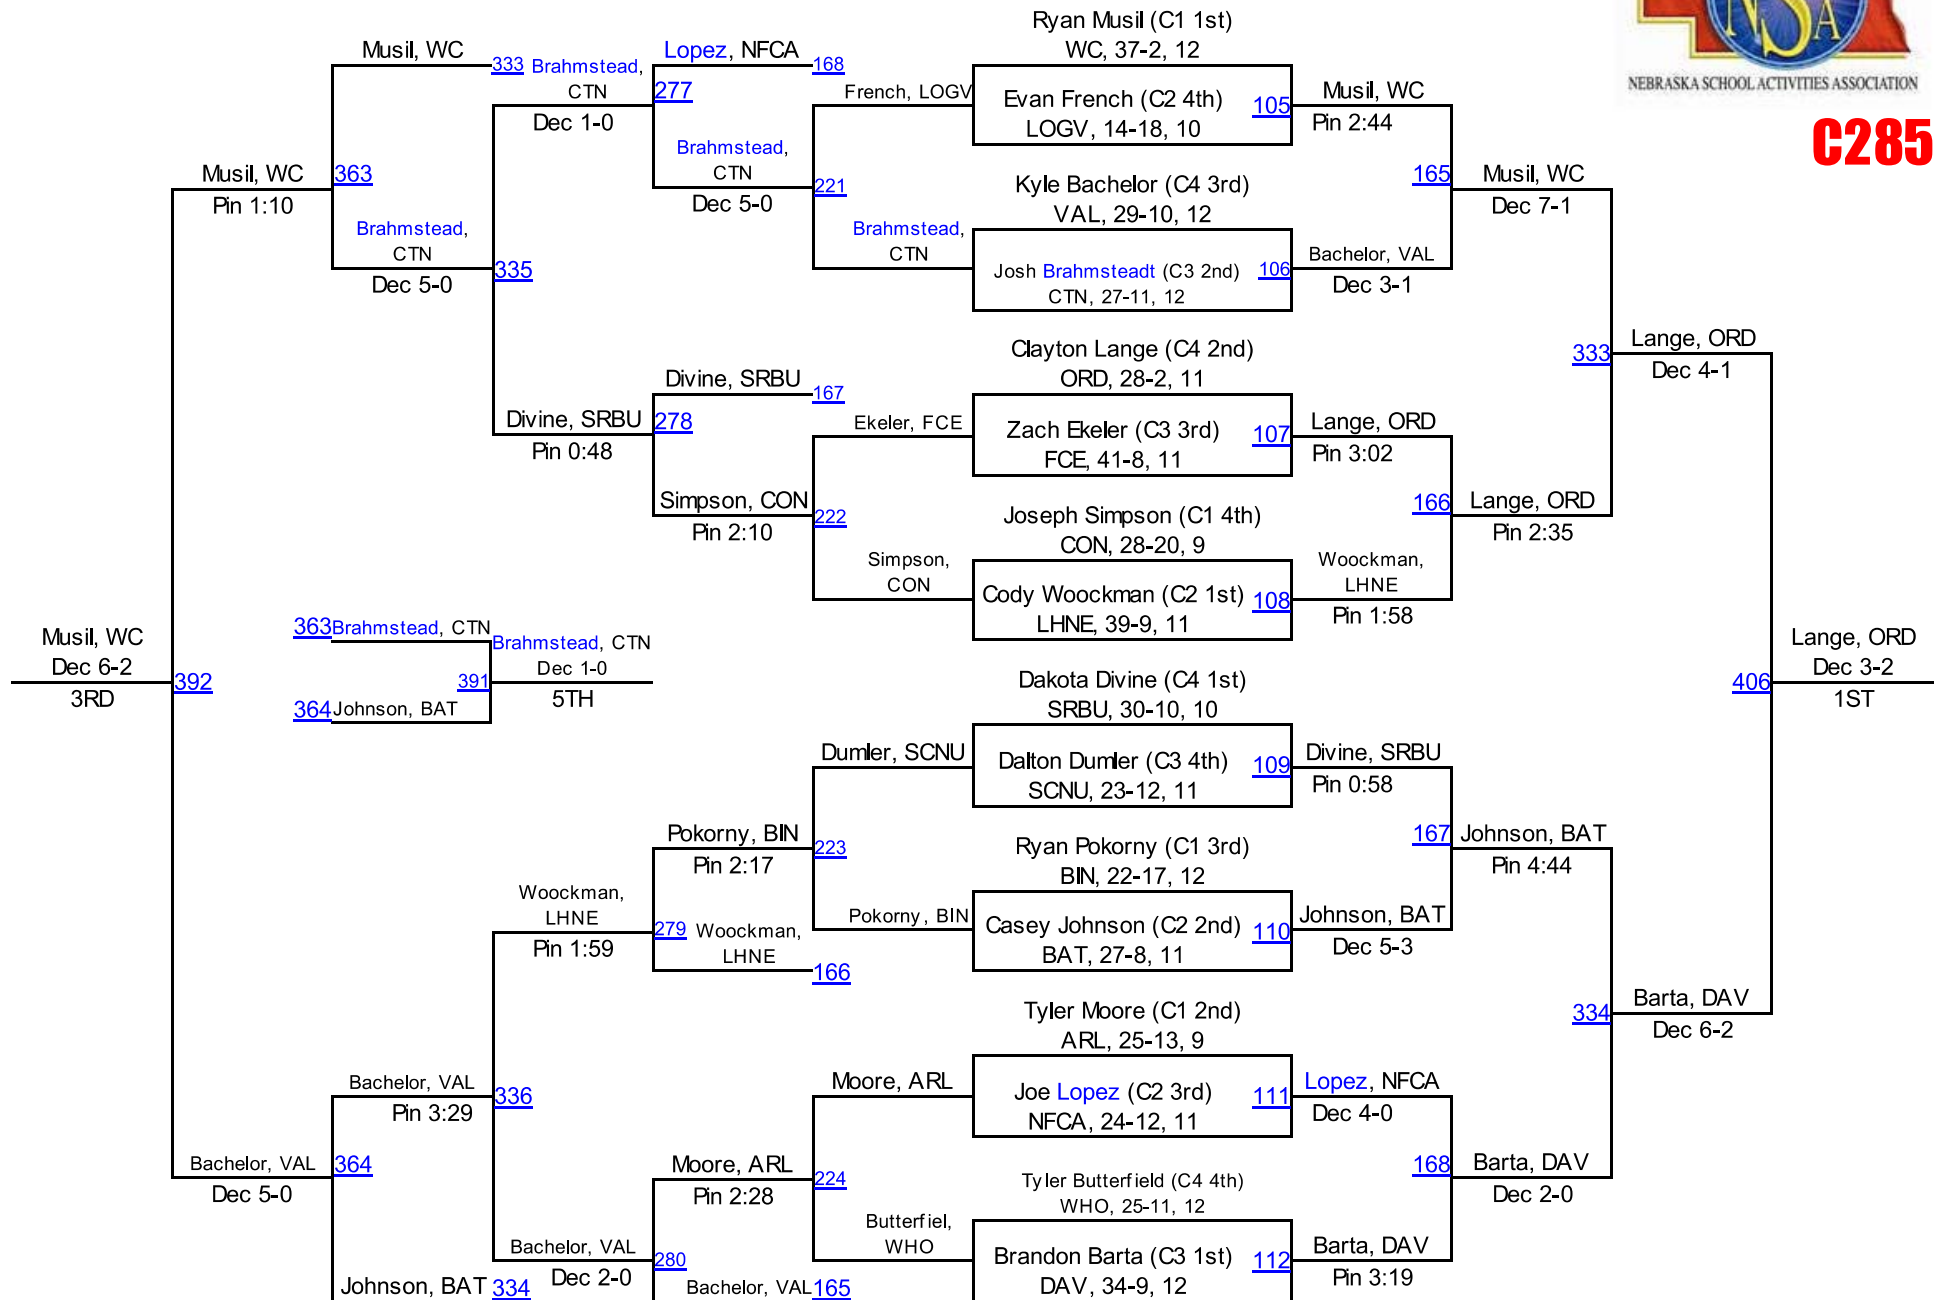 Ryan Musil (C1 1st)
Musil, WC
Lopez, NFCA
WC, 37-2, 12
333
Brahmstead,
168
CTN
277
French, LOGV
Evan French (C2 4th)
105
Musil, WC
NSA
NEBRASKA SCHOOL ACTIVITIES ASSOCIATION
Dec 1-0
LOGV, 14-18, 10
Pin 2:44
C285
Brahmstead,
CTN
Musil, WC
363
221
Kyle Bachelor (C4 3rd)
165
Musil, WC
Pin 1:10
Dec 5-0
VAL, 29-10, 12
Dec 7-1
Brahmstead,
CTN
Brahmstead,
CTN
Bachelor, VAL
335
Josh Brahmsteadt (C3 2nd)
106
Dec 5-0
CTN, 27-11, 12
Dec 3-1
Clayton Lange (C4 2nd)
333
Lange, ORD
Divine, SRBU
ORD, 28-2, 11
Dec 4-1
167
Divine, SRBU
278
Ekeler, FCE
Zach Ekeler (C3 3rd)
107
Lange, ORD
Pin 0:48
FCE, 41-8, 11
Pin 3:02
Simpson, CON
222
Joseph Simpson (C1 4th)
166
Lange, ORD
Pin 2:10
CON, 28-20, 9
Pin 2:35
Simpson,
CON
Woockman,
LHNE
Cody Woockman (C2 1st)
108
LHNE, 39-9, 11
Pin 1:58
363
Brahmstead, CTN
Musil, WC
Brahmstead, CTN
Lange, ORD
Dec 6-2
Dec 1-0
Dec 3-2
392
391
406
3RD
364
Johnson, BAT
5TH
1ST
Dakota Divine (C4 1st)
SRBU, 30-10, 10
Dumler, SCNU
Dalton Dumler (C3 4th)
109
Divine, SRBU
SCNU, 23-12, 11
Pin 0:58
Pokorny, BIN
223
Ryan Pokorny (C1 3rd)
167
Johnson, BAT
Pin 2:17
BIN, 22-17, 12
Pin 4:44
Woockman,
LHNE
Pokorny, BIN
Casey Johnson (C2 2nd)
110
Johnson, BAT
Pin 1:59
279
Woockman,
LHNE
BAT, 27-8, 11
Dec 5-3
166
Tyler Moore (C1 2nd)
334
Barta, DAV
ARL, 25-13, 9
Dec 6-2
Bachelor, VAL
336
Moore, ARL
Joe Lopez (C2 3rd)
111
Lopez, NFCA
Pin 3:29
NFCA, 24-12, 11
Dec 4-0
Bachelor, VAL
364
Moore, ARL
224
Tyler Butterfield (C4 4th)
168
Barta, DAV
Dec 5-0
Pin 2:28
WHO, 25-11, 12
Dec 2-0
Butterfiel,
WHO
Bachelor, VAL
280
Brandon Barta (C3 1st)
112
Barta, DAV
Johnson, BAT
334
Dec 2-0
Bachelor, VAL
165
DAV, 34-9, 12
Pin 3:19